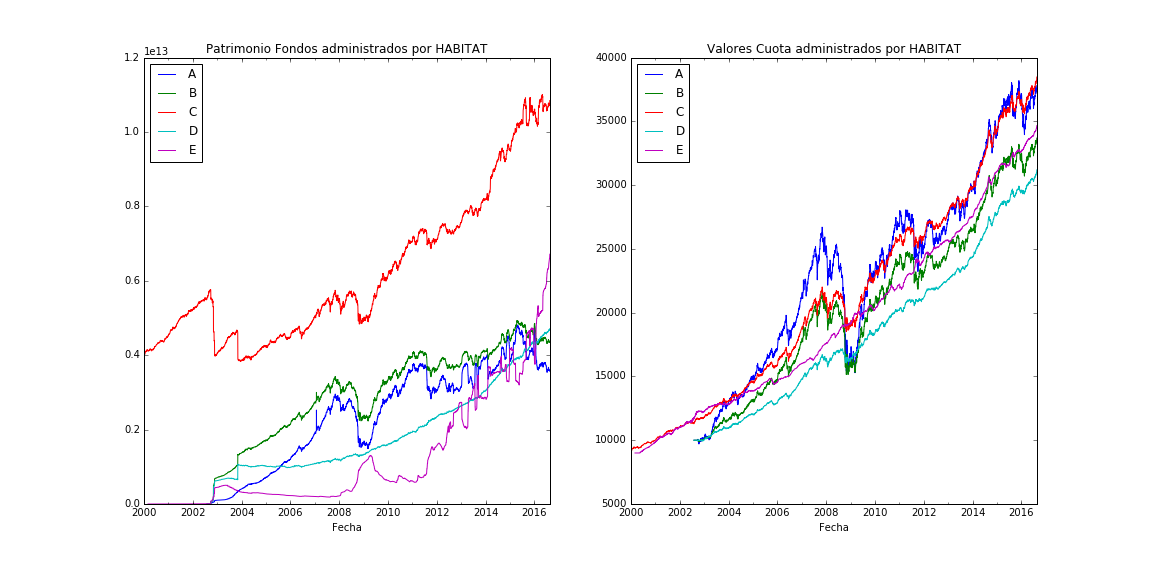 Patrimonio Fondos administrados por HABITAT
1e13
1.2
1.0
0.8
0.6
0.4
0.2
0.0
A
B
C
D
E
2000 2002 2004 2006 2008 2010 2012 2014 2016
Fecha
Valores Cuota administrados por HABITAT
40000
35000
30000
25000
20000
15000
10000
5000
A
B
C
D
E
2000 2002 2004 2006 2008 2010 2012 2014 2016
Fecha